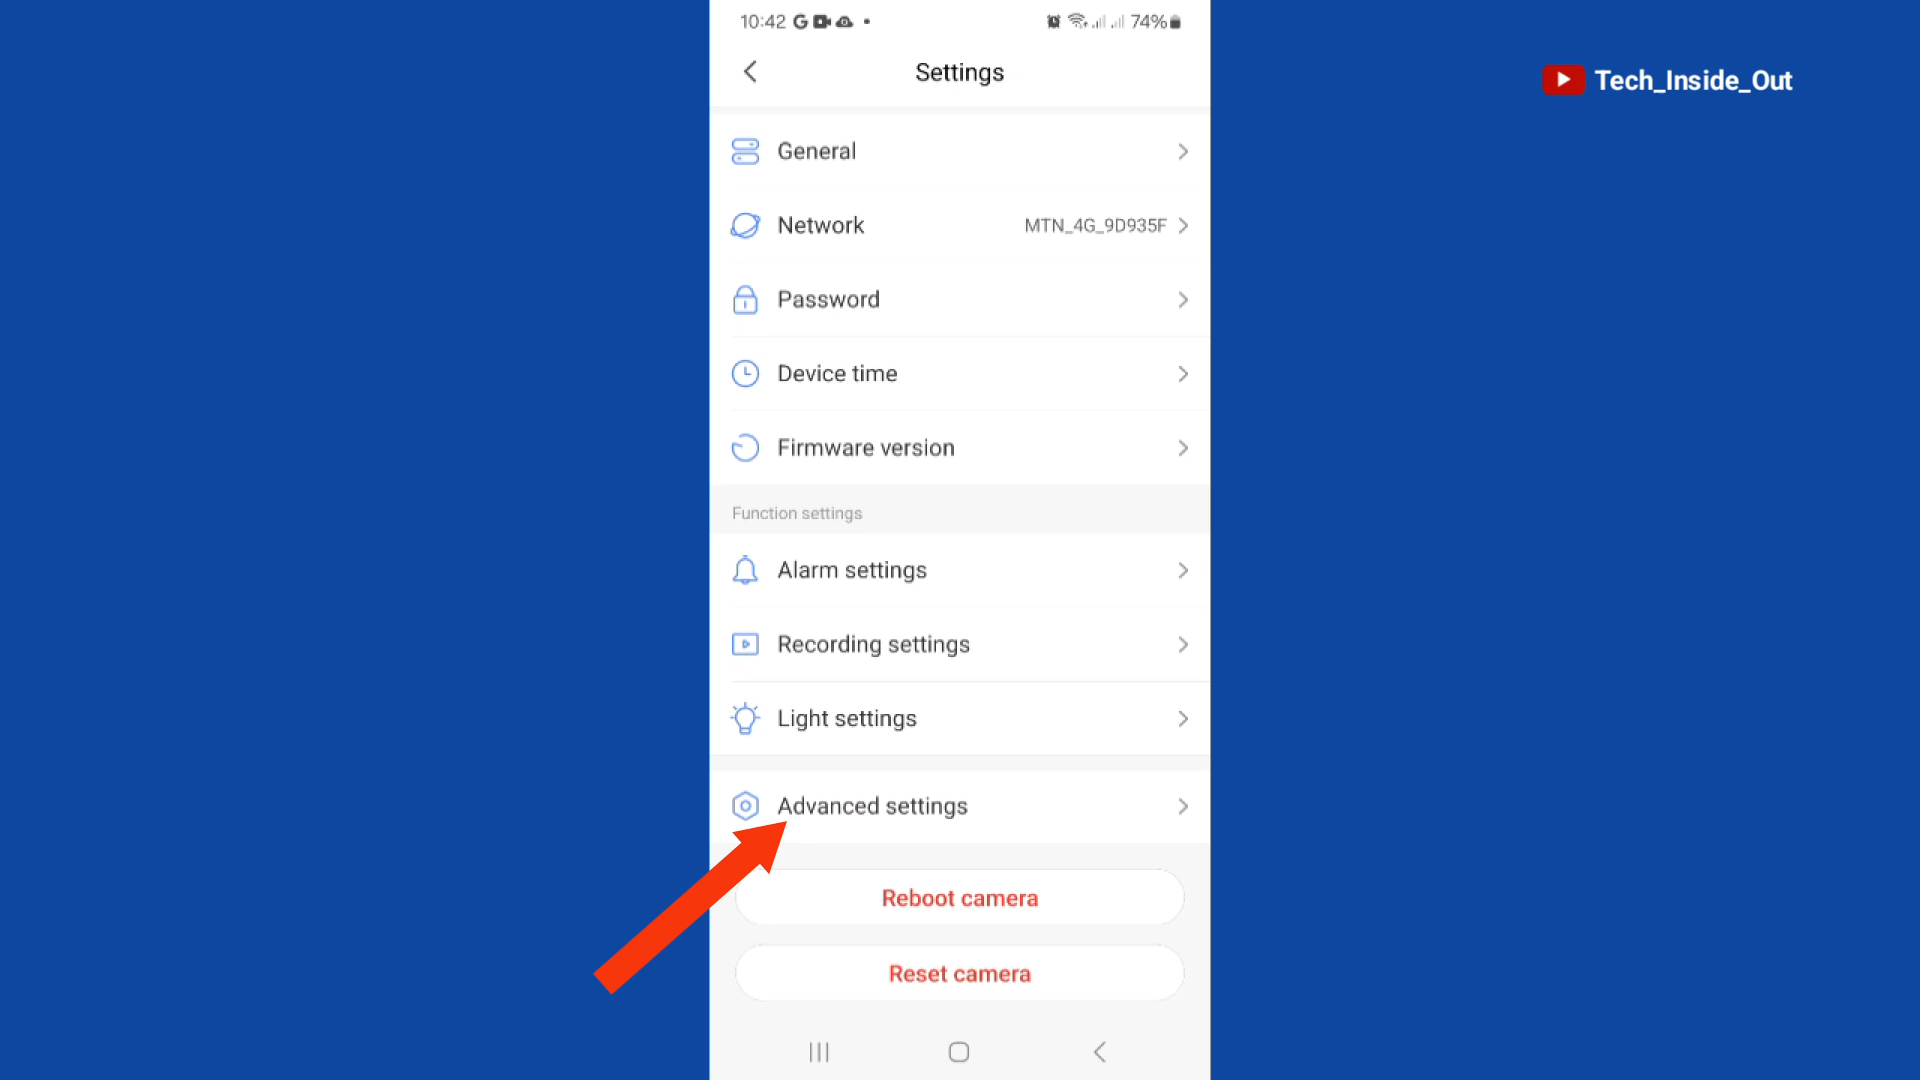 10:42 74%
Settings
Tech_Inside_Out
General
Network MTN_4G_9D935F
Password
Device time
Firmware version
Function settings
Alarm settings
Recording settings
Light settings
Advanced settings
Reboot camera
Reset camera